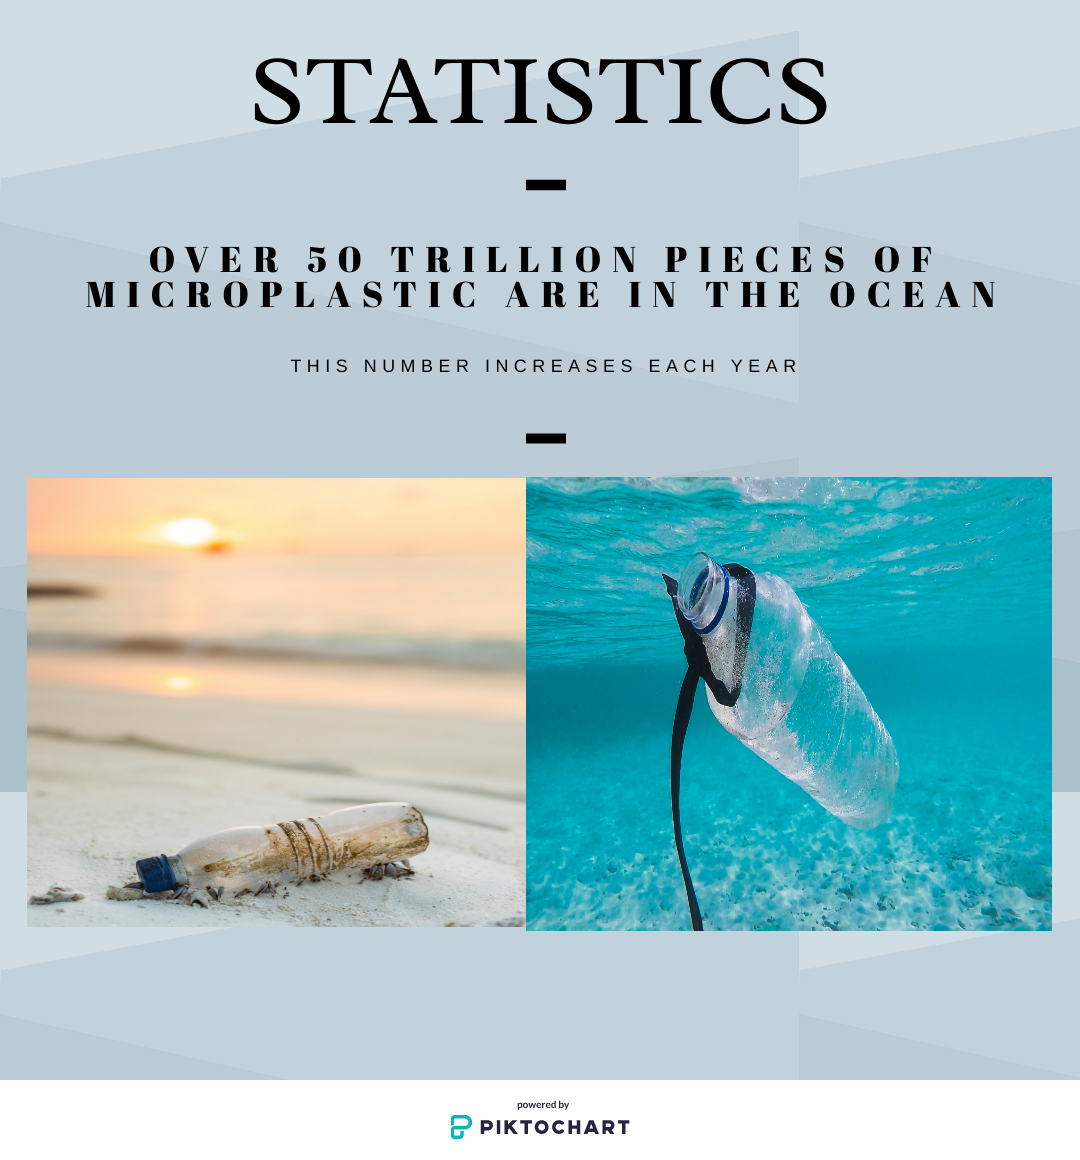 STATISTICS
OVER 50 TRILLION PIECES OF
MICROPLASTIC ARE IN THE OCEAN
THIS NUMBER INCREASES EACH YEAR
powered by
PIKTOCHART